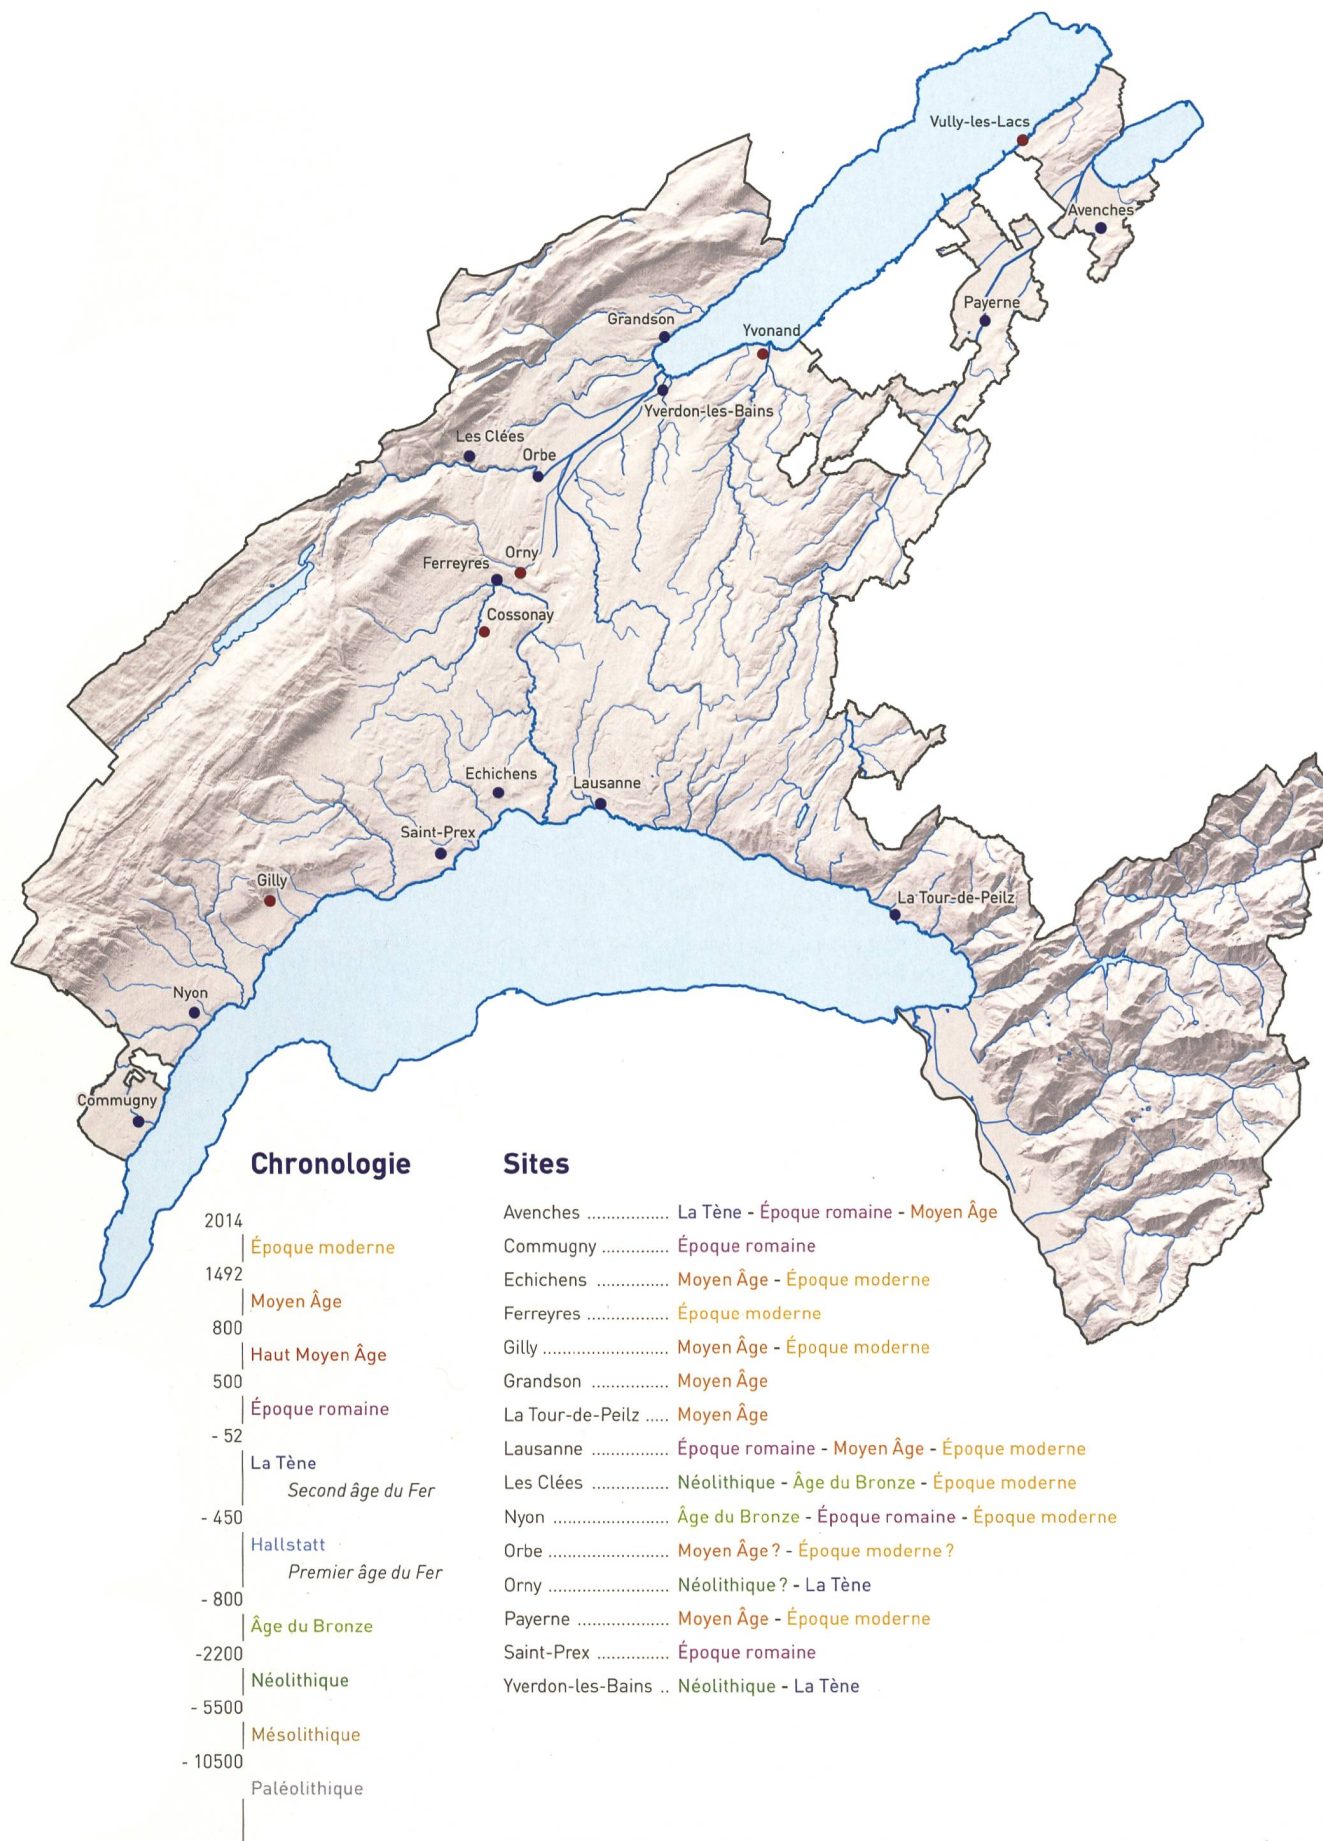 Vully-les-Lacs
Avenches
Payerne
Grandson
Yvonand
Yverdon-les-Bains
Les Clées
Orbe
Orny
Ferreyres
Cossonay
Echichens
Lausanne
Saint-Prex
Gilly
La Tour-de-Peilz
Nyon
Commugny
Chronologie
2014
Époque moderne
1492
Moyen Âge
800
Haut Moyen Âge
500
Époque romaine
- 52
La Tène
Second âge du Fer
- 450
Hallstatt
Premier âge du Fer
- 800
Âge du Bronze
-2200
Néolithique
- 5500
Mésolithique
- 10500
Paléolithique
Sites
Avenches ................ La Tène - Époque romaine - Moyen Âge
Commugny ............. Époque romaine
Echichens .............. Moyen Âge - Époque moderne
Ferreyres ................ Époque moderne
Gilly ......................... Moyen Âge - Époque moderne
Grandson ............... Moyen Âge
La Tour-de-Peilz ..... Moyen Âge
Lausanne ............... Époque romaine - Moyen Âge - Époque moderne
Les Clées ............... Néolithique - Âge du Bronze - Époque moderne
Nyon ....................... Âge du Bronze - Époque romaine - Époque moderne
Orbe ........................ Moyen Âge ? - Époque moderne ?
Orny ........................ Néolithique ? - La Tène
Payerne .................. Moyen Âge - Époque moderne
Saint-Prex .............. Époque romaine
Yverdon-les-Bains .. Néolithique - La Tène